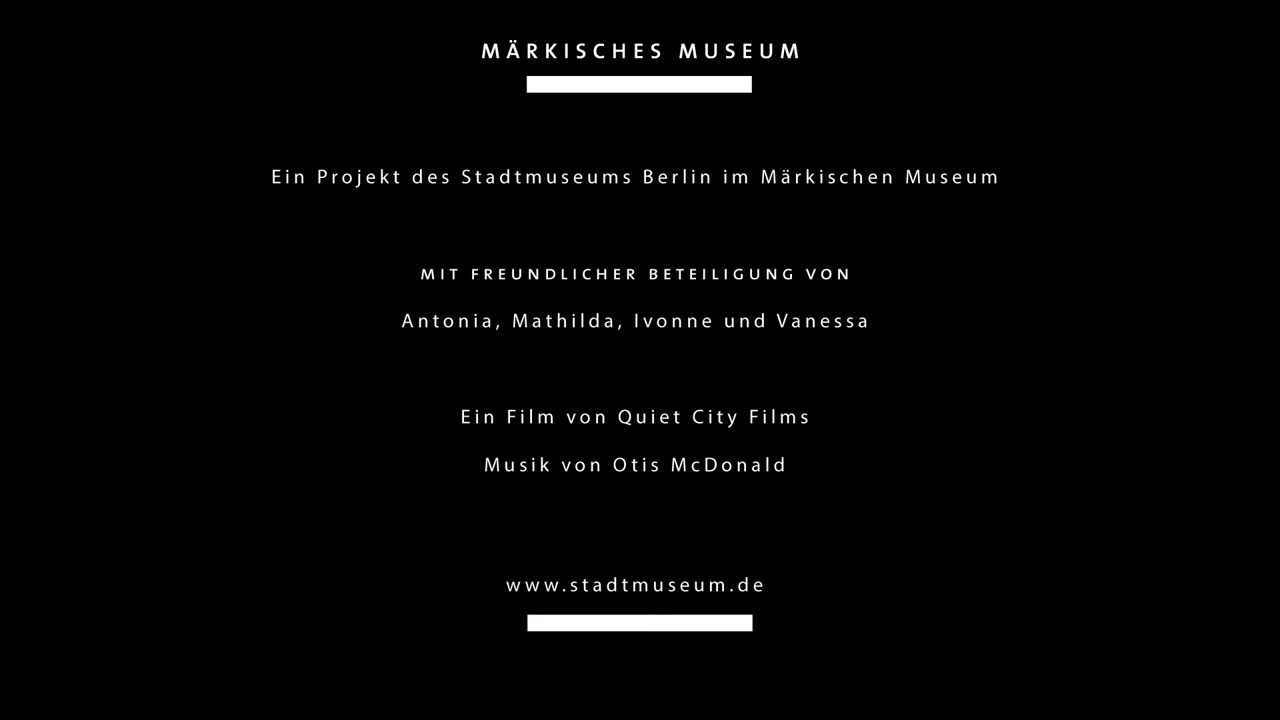 MÄRKISCHES MUSEUM
Ein Projekt des Stadtmuseums Berlin im Märkischen Museum
MIT FREUNDLICHER BETEILIGUNG VON
Antonia, Mathilda, Ivonne und Vanessa
Ein Film von Quiet City Films
Musik von Otis McDonald
www.stadtmuseum.de